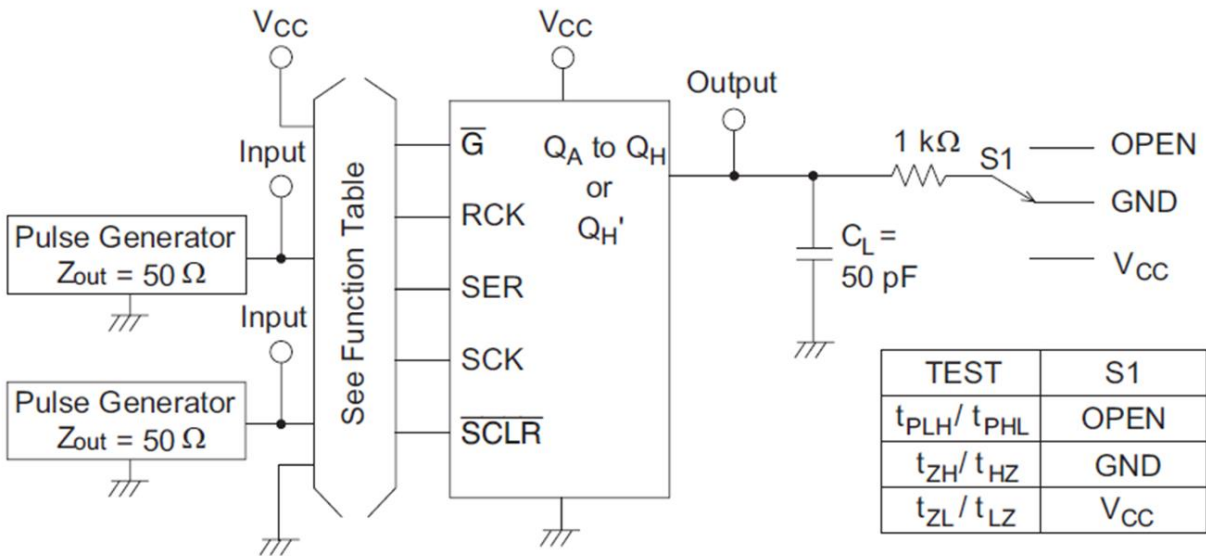 VCC
VCC
Output
Input
1 kΩ
S1
OPEN
GND
VCC
Pulse Generator
Zout = 50 Ω
Input
Pulse Generator
Zout = 50 Ω
See Function Table
G̅
RCK
SER
SCK
S̅C̅L̅R̅
QA to QH
or
QH'
CL =
50 pF
TEST S1
tPLH/ tPHL OPEN
tZH/ tHZ GND
tZL / tLZ VCC